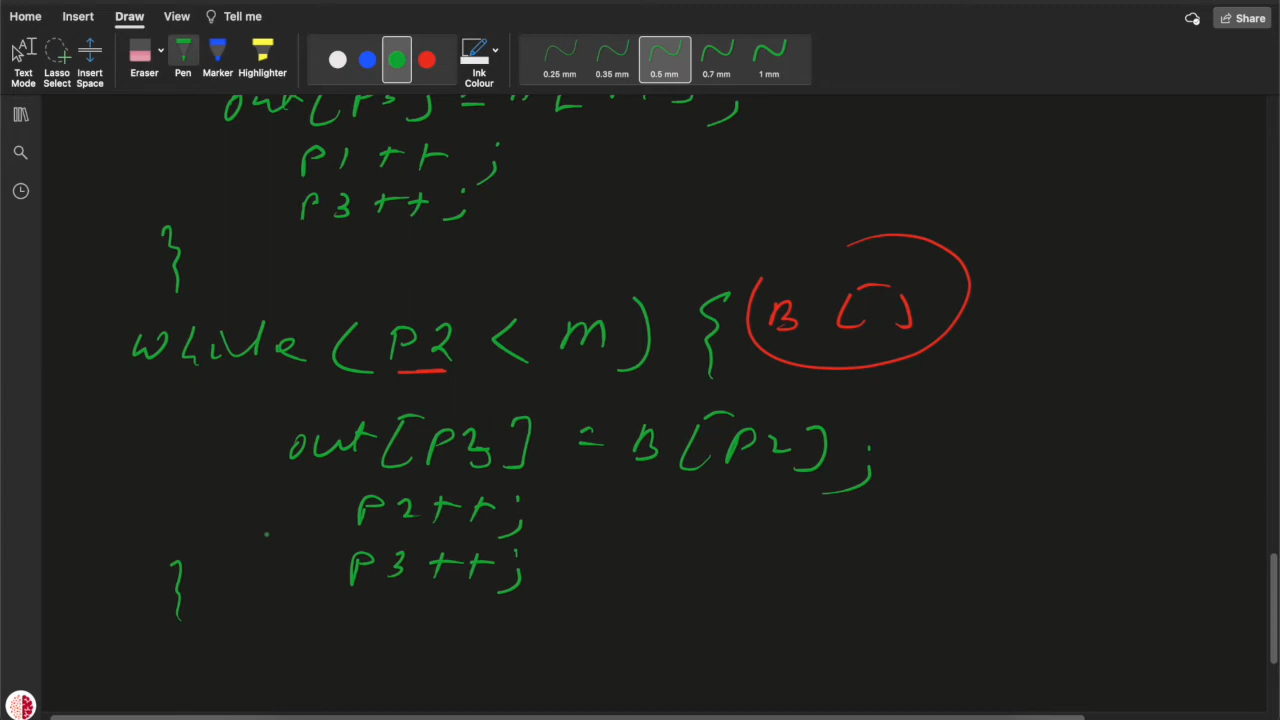 Home Insert Draw View Tell me Share
Text Mode Lasso Select Insert Space Eraser Pen Marker Highlighter Ink Colour 0.25 mm 0.35 mm 0.5 mm 0.7 mm 1 mm
out[P3] =
P1++;
P3++;
}
while (P2 < m) { B []
out[P3] = B[P2];
P2++;
P3++;
}